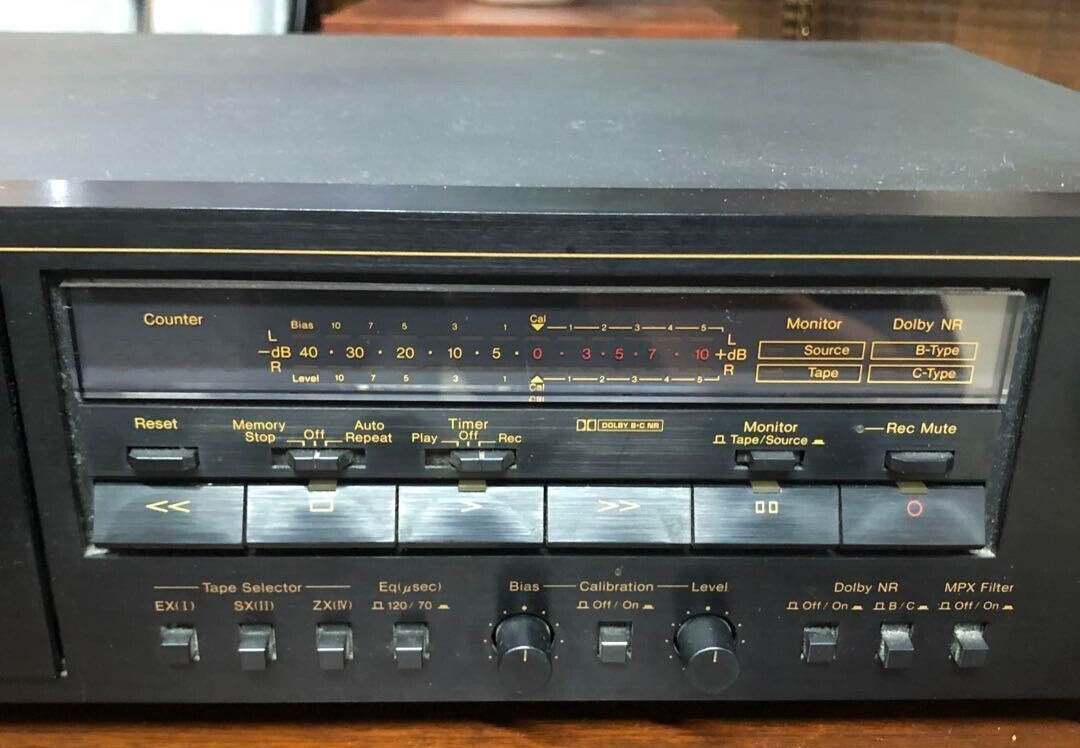 Counter
Bias 10 7 5 3 1 Cal 1 2 3 4 5
L
−dB 40 · 30 · 20 · 10 · 5 · 0 · 3 · 5 · 7 · 10 +dB
R
Level 10 7 5 3 1 Cal 1 2 3 4 5
L
R
Monitor
Source
Tape
Dolby NR
B-Type
C-Type
Reset
Memory Stop Off Auto Repeat
Timer
Play Off Rec
DOLBY B·C NR
Monitor
Tape/Source
Rec Mute
<< □ > >> ▯▯ ○
Tape Selector
EX(I) SX(II) ZX(IV)
Eq(μsec)
120/70
Bias Calibration Level
Off/On
Dolby NR
Off/On B/C
MPX Filter
Off/On